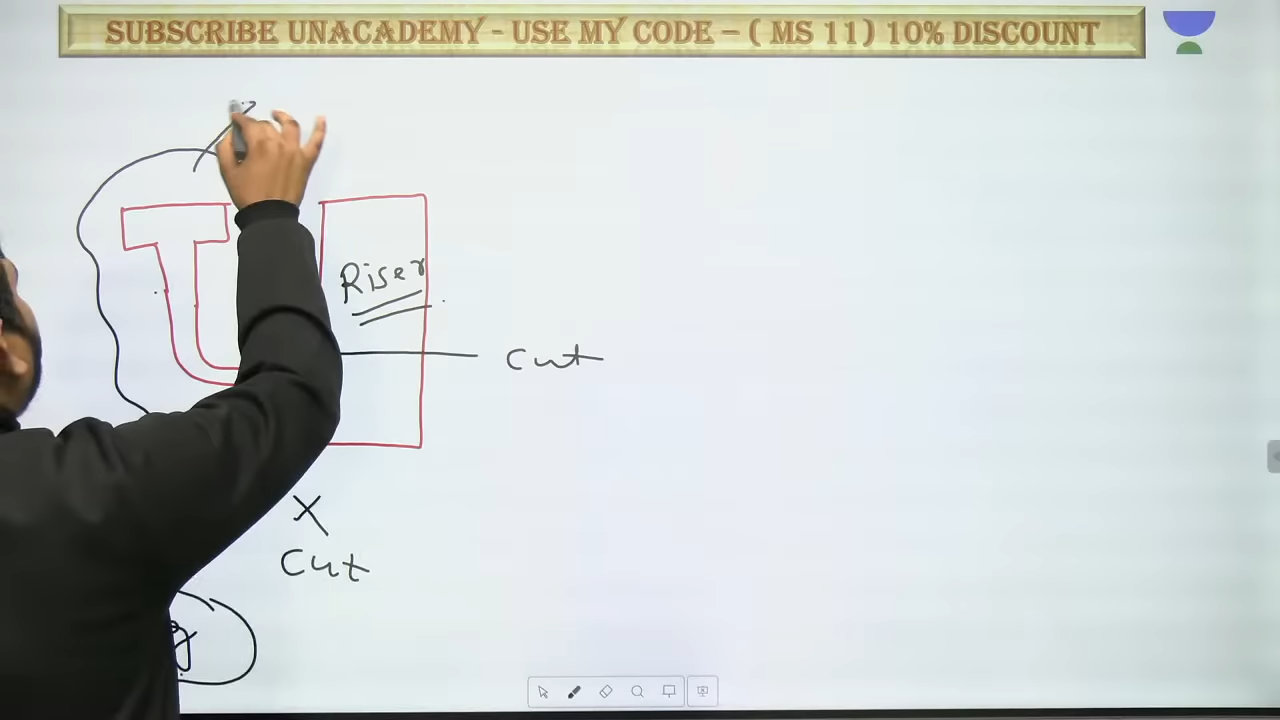 SUBSCRIBE UNACADEMY - USE MY CODE – ( MS 11) 10% DISCOUNT
Riser
cut
cut